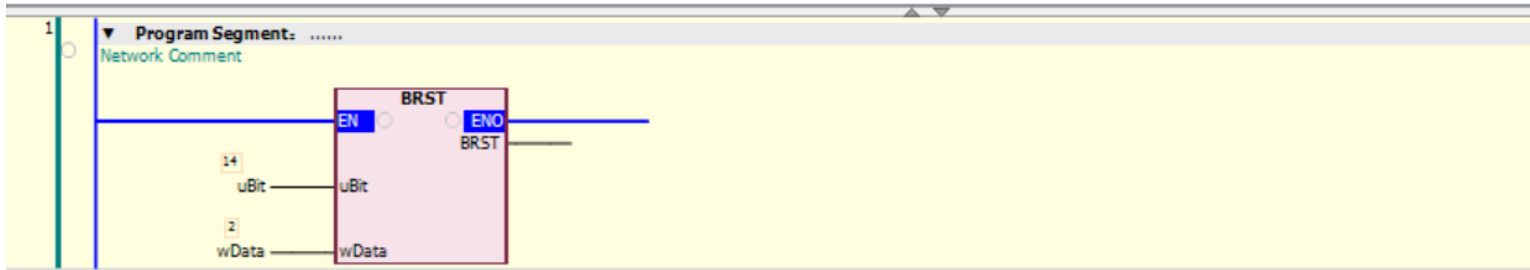 1
▼ Program Segment: ......
Network Comment
BRST
EN ENO
BRST
14
uBit uBit
2
wData wData